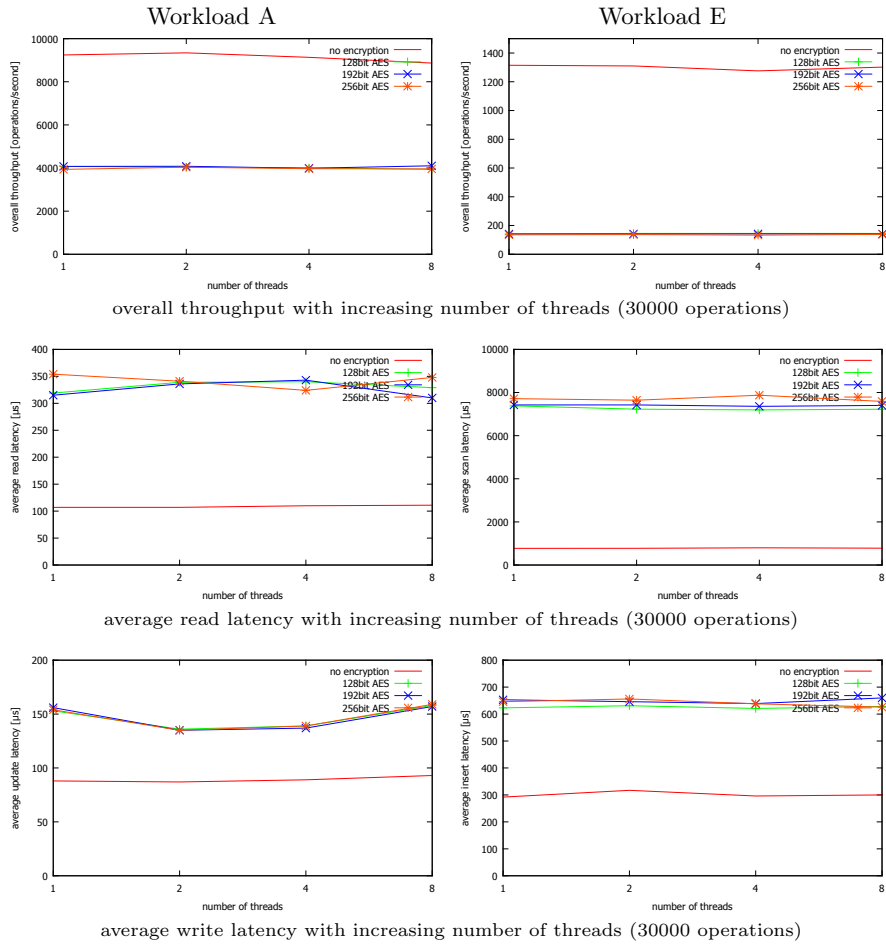 Workload A
Workload E
10000
8000
6000
4000
2000
0
overall throughput [operations/second]
no encryption
128bit AES
192bit AES
256bit AES
1 2 4 8
number of threads
1400
1200
1000
800
600
400
200
0
overall throughput [operations/second]
no encryption
128bit AES
192bit AES
256bit AES
1 2 4 8
number of threads
overall throughput with increasing number of threads (30000 operations)
400
350
300
250
200
150
100
50
0
average read latency [µs]
no encryption
128bit AES
192bit AES
256bit AES
1 2 4 8
number of threads
10000
8000
6000
4000
2000
0
average scan latency [µs]
no encryption
128bit AES
192bit AES
256bit AES
1 2 4 8
number of threads
average read latency with increasing number of threads (30000 operations)
200
150
100
50
0
average update latency [µs]
no encryption
128bit AES
192bit AES
256bit AES
1 2 4 8
number of threads
800
700
600
500
400
300
200
100
0
average insert latency [µs]
no encryption
128bit AES
192bit AES
256bit AES
1 2 4 8
number of threads
average write latency with increasing number of threads (30000 operations)